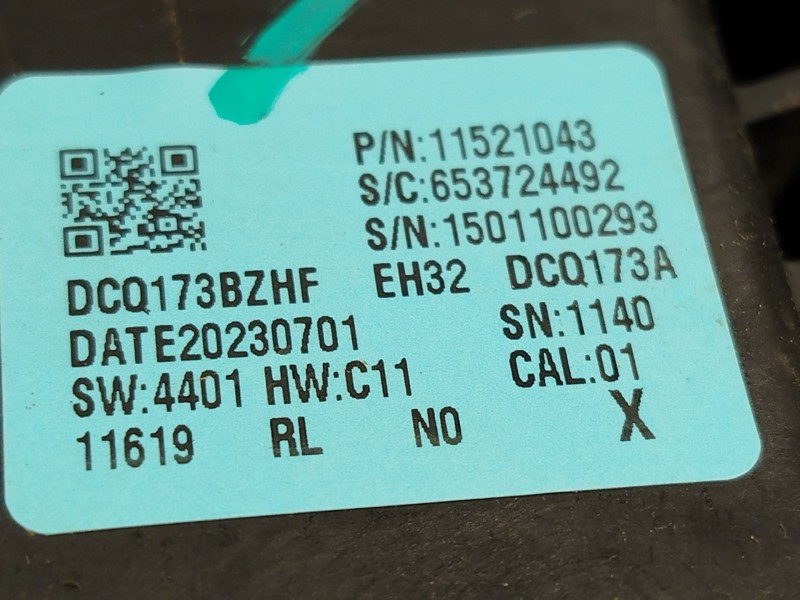 P/N:11521043
S/C:653724492
S/N:1501100293
DCQ173BZHF EH32 DCQ173A
DATE20230701 SN:1140
SW:4401 HW:C11 CAL:01
11619 RL N0 X